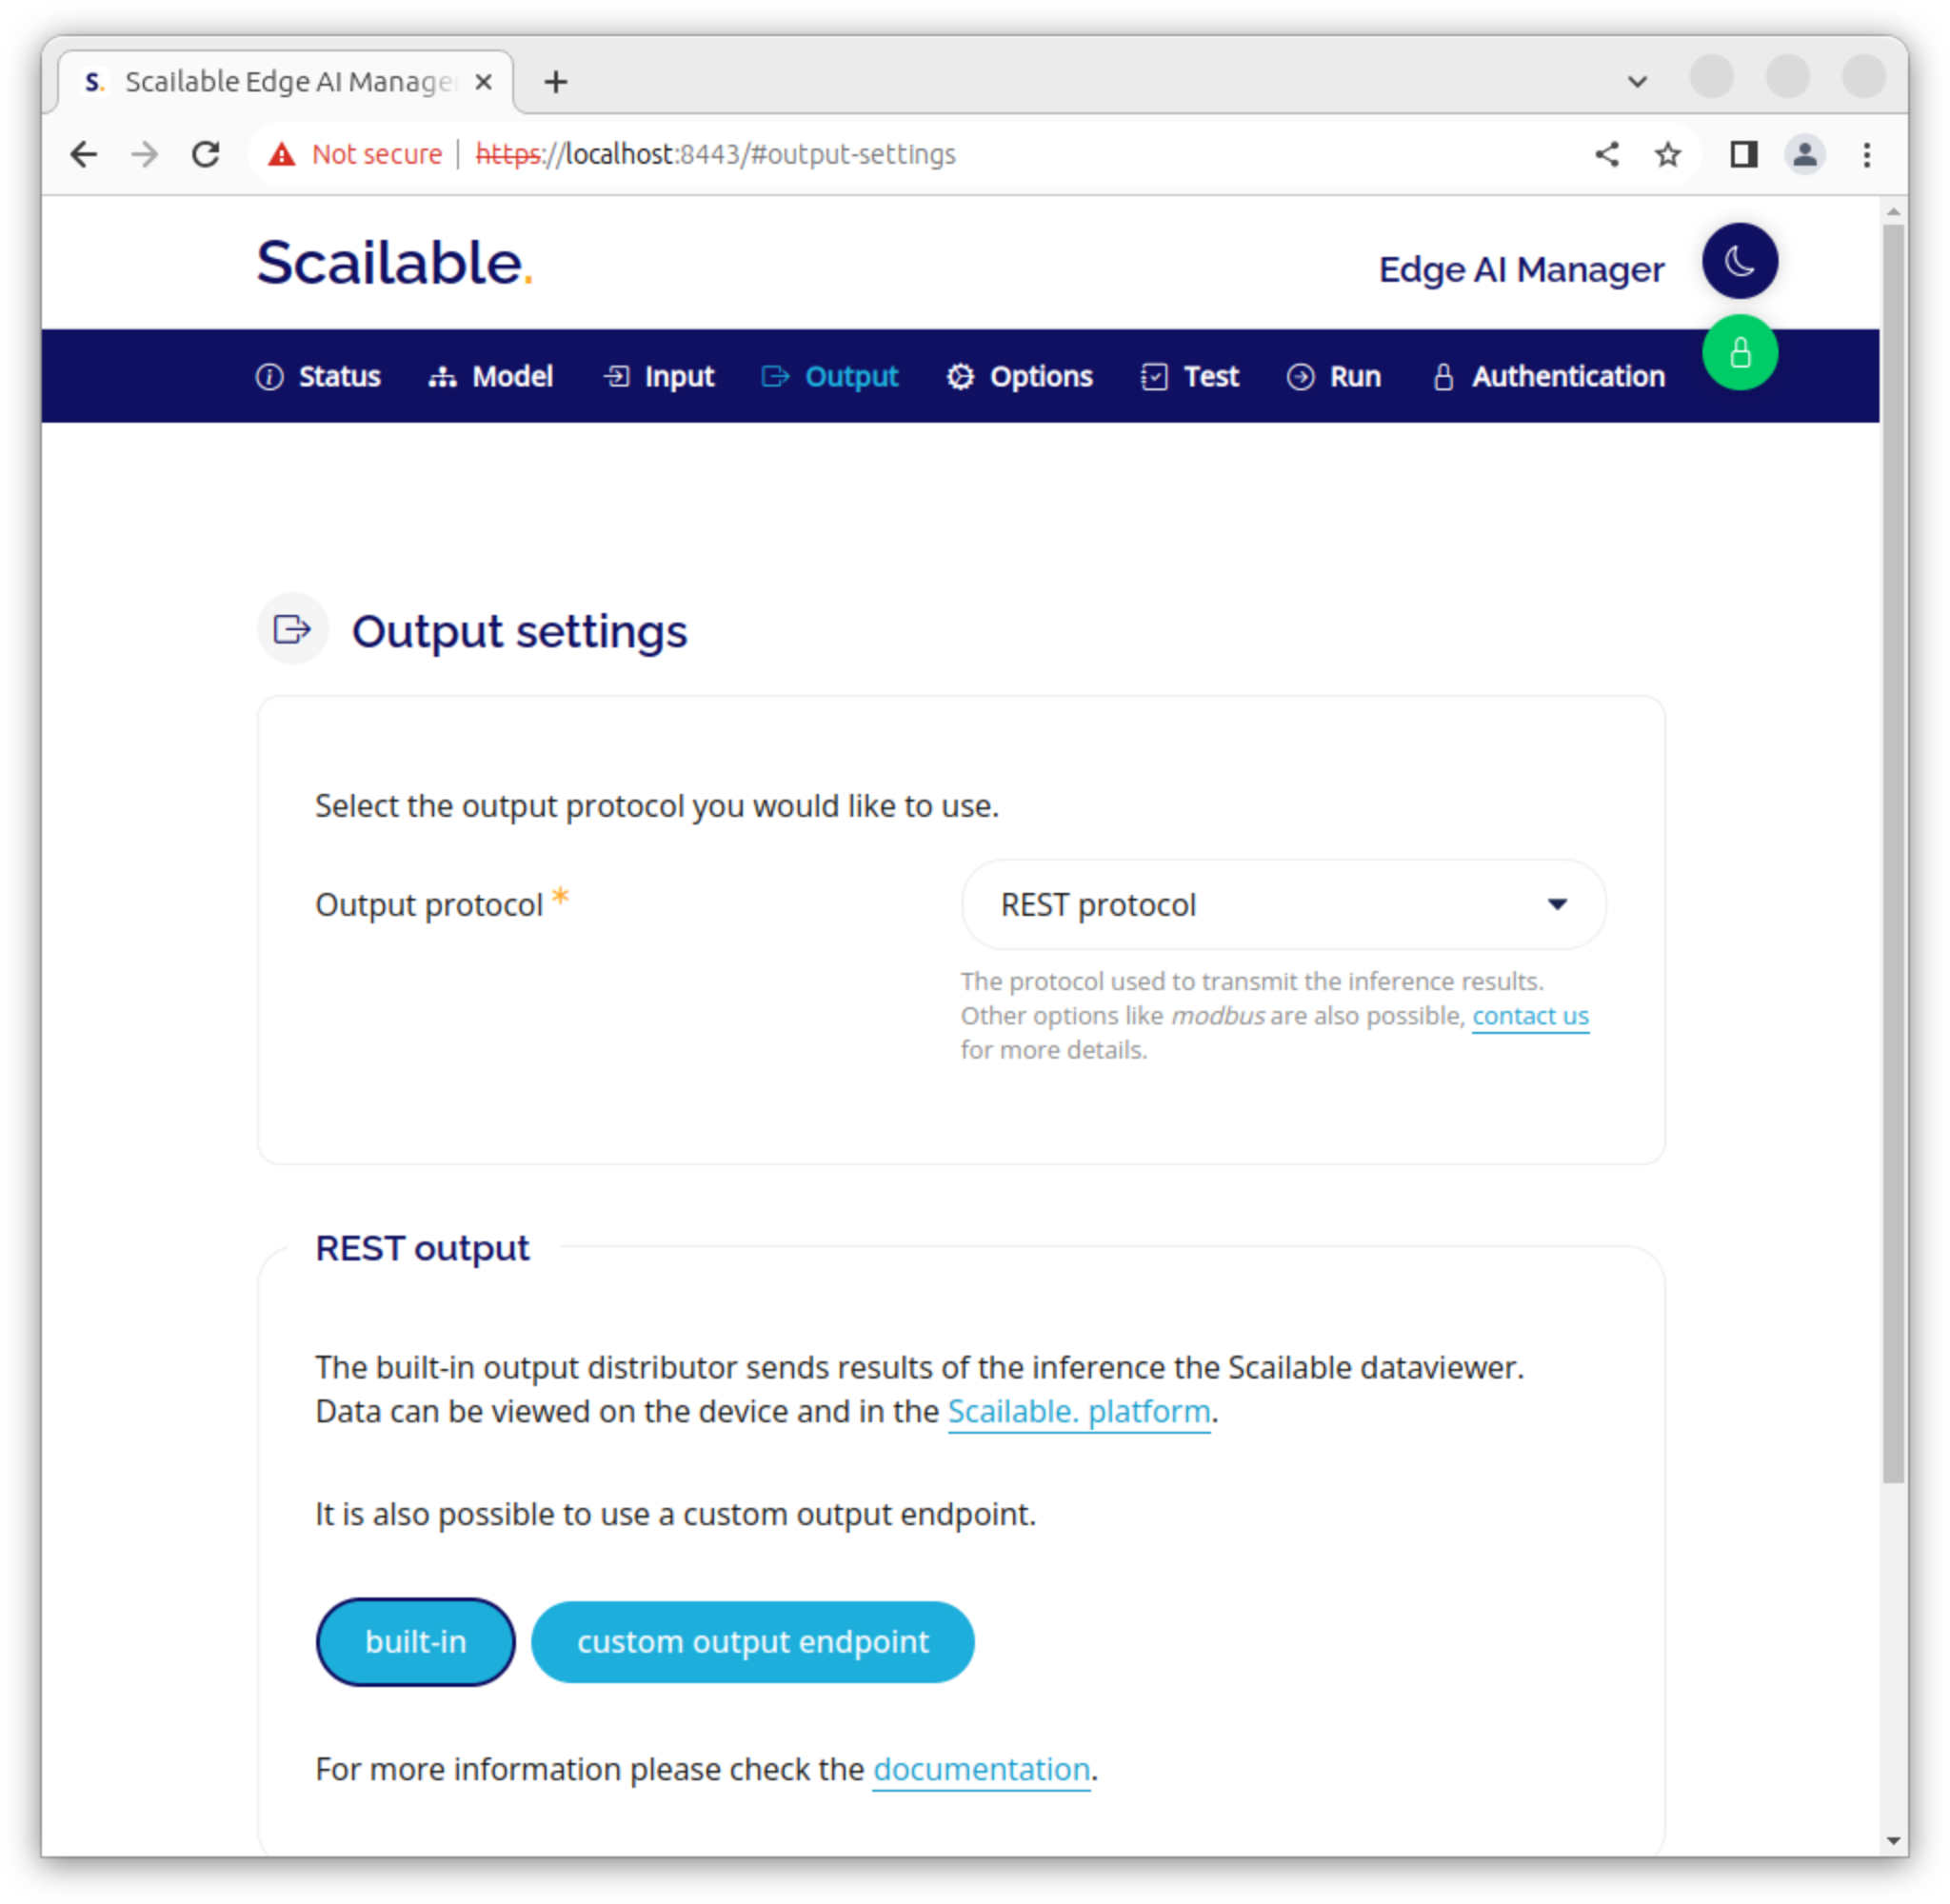 S. Scailable Edge AI Manage
Not secure | https://localhost:8443/#output-settings
Scailable.
Edge AI Manager
Status Model Input Output Options Test Run Authentication
Output settings
Select the output protocol you would like to use.
Output protocol *
REST protocol
The protocol used to transmit the inference results.
Other options like modbus are also possible, contact us
for more details.
REST output
The built-in output distributor sends results of the inference the Scailable dataviewer.
Data can be viewed on the device and in the Scailable. platform.
It is also possible to use a custom output endpoint.
built-in custom output endpoint
For more information please check the documentation.